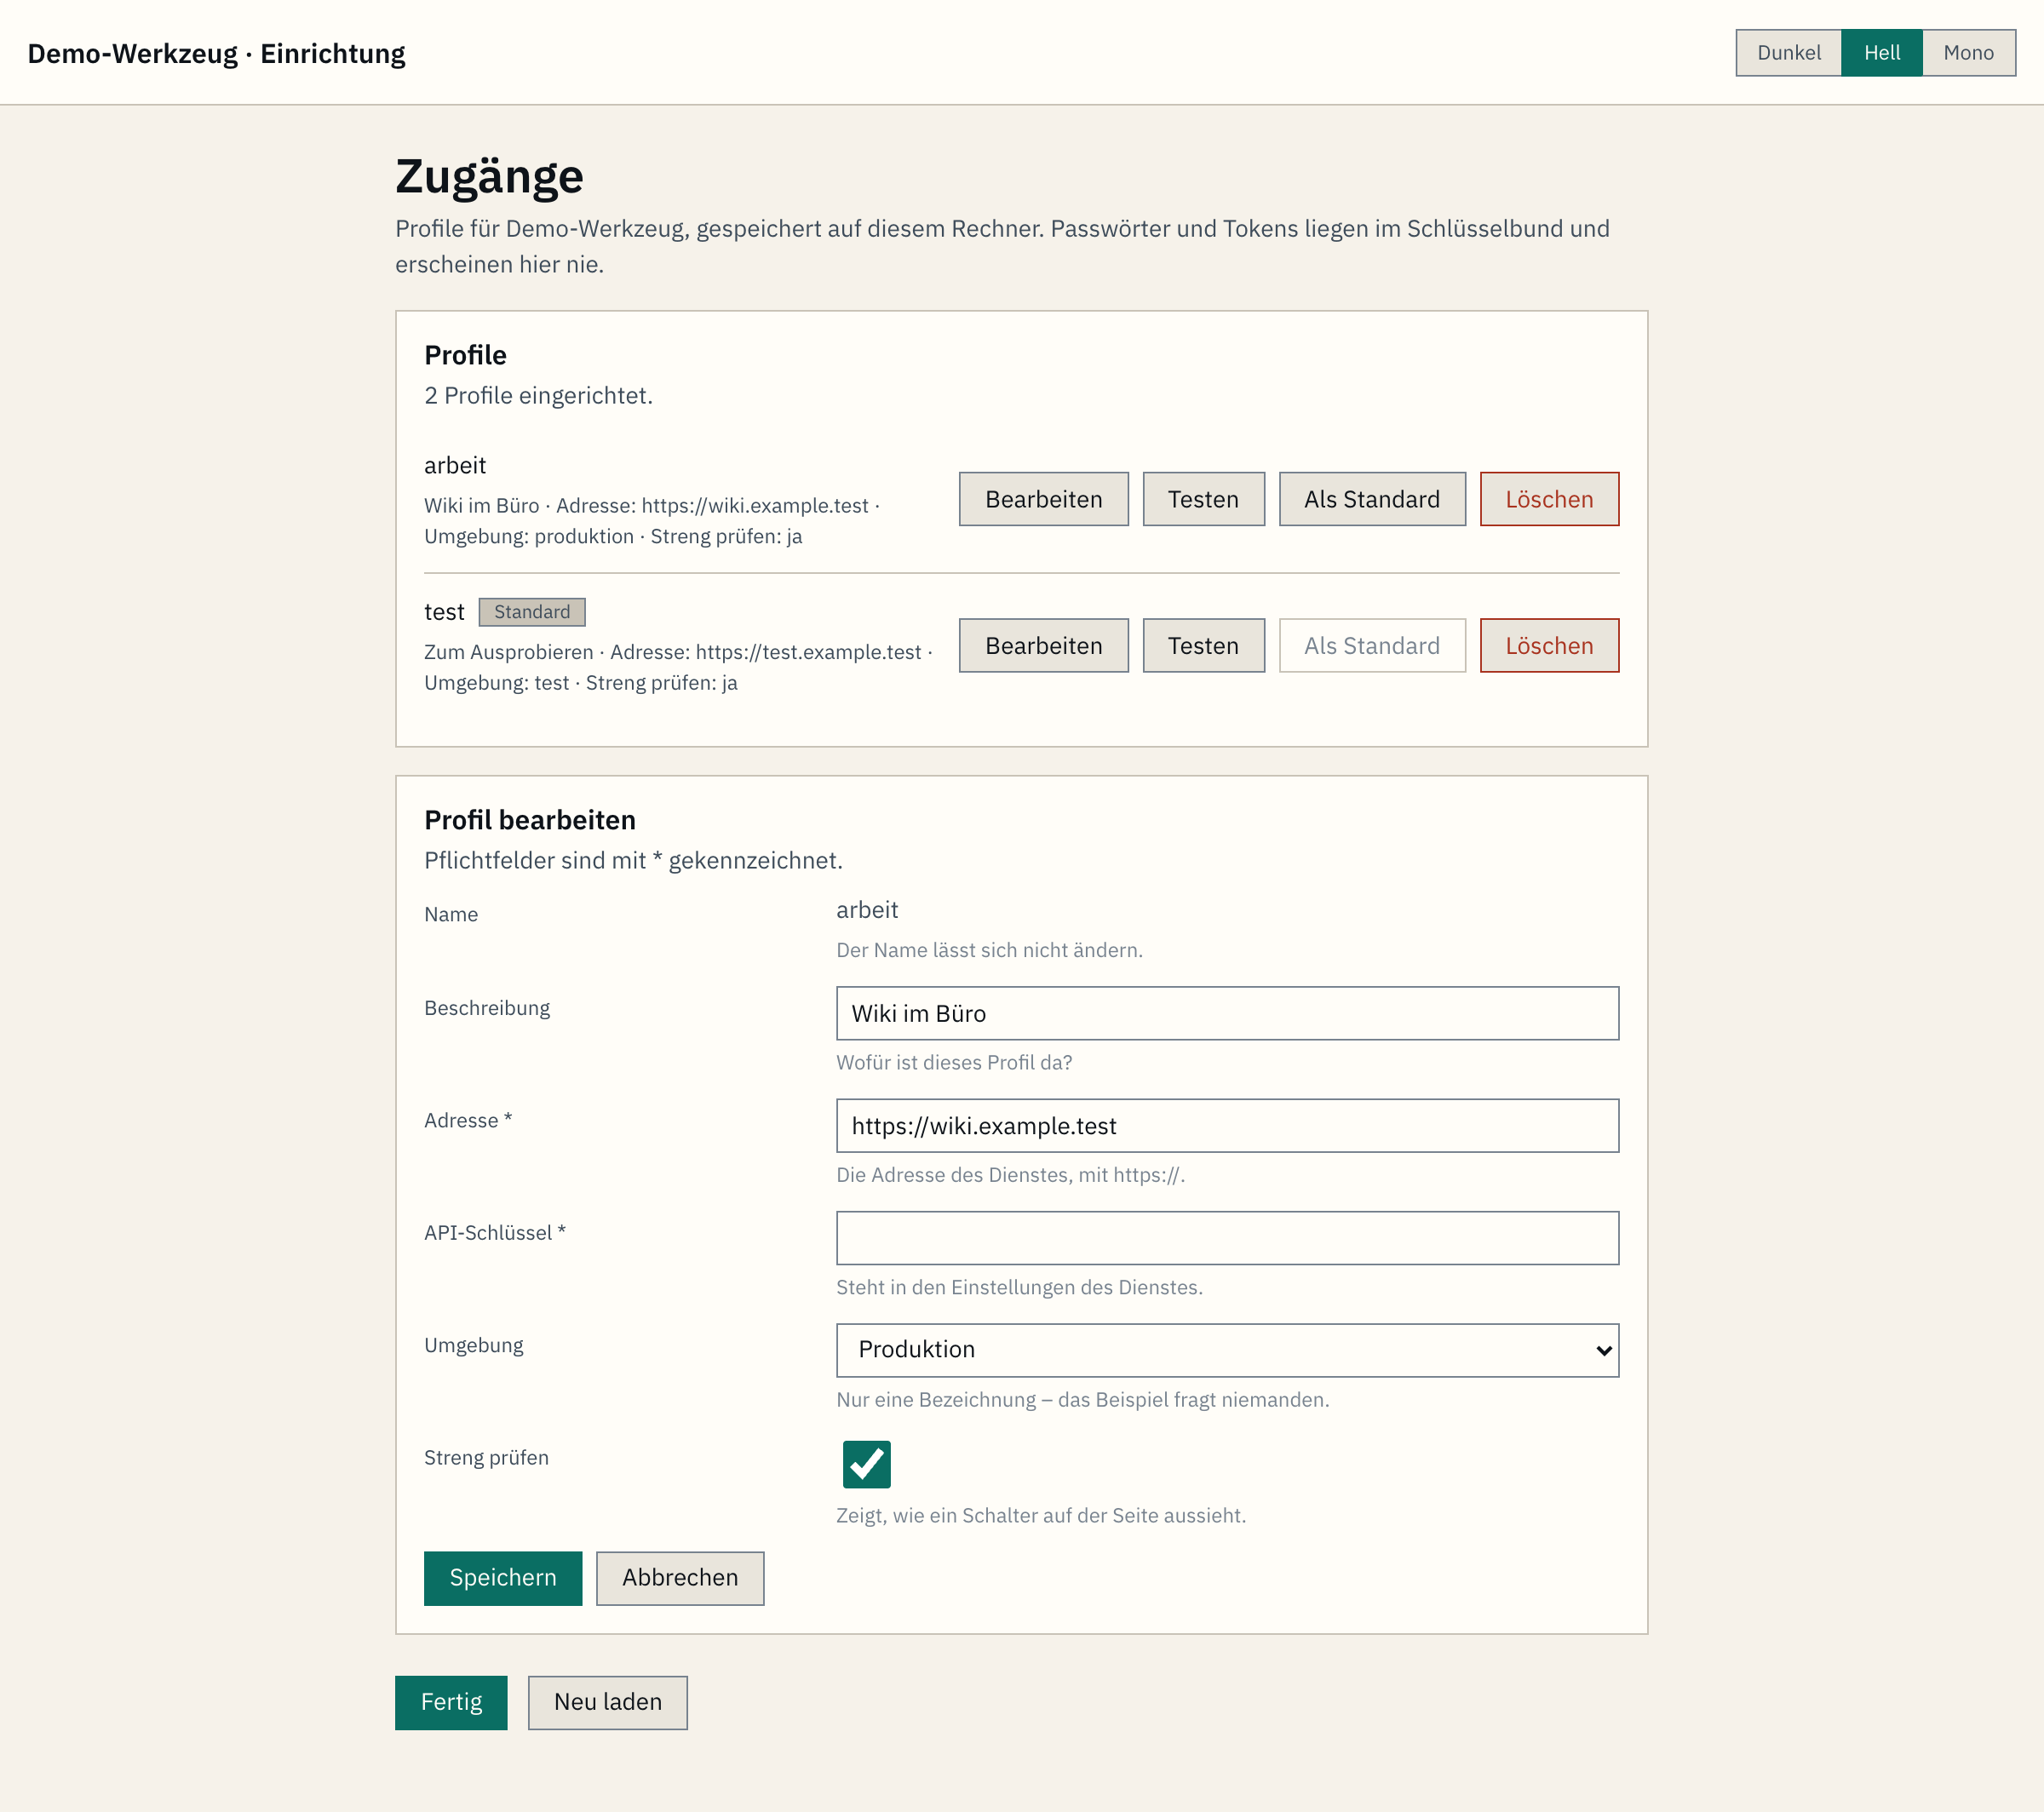 Demo-Werkzeug · Einrichtung
Dunkel Hell Mono
Zugänge
Profile für Demo-Werkzeug, gespeichert auf diesem Rechner. Passwörter und Tokens liegen im Schlüsselbund und
erscheinen hier nie.
Profile
2 Profile eingerichtet.
arbeit
Wiki im Büro · Adresse: https://wiki.example.test ·
Umgebung: produktion · Streng prüfen: ja
Bearbeiten Testen Als Standard Löschen
test Standard
Zum Ausprobieren · Adresse: https://test.example.test ·
Umgebung: test · Streng prüfen: ja
Bearbeiten Testen Als Standard Löschen
Profil bearbeiten
Pflichtfelder sind mit * gekennzeichnet.
Name arbeit
Der Name lässt sich nicht ändern.
Beschreibung Wiki im Büro
Wofür ist dieses Profil da?
Adresse * https://wiki.example.test
Die Adresse des Dienstes, mit https://.
API-Schlüssel *
Steht in den Einstellungen des Dienstes.
Umgebung Produktion
Nur eine Bezeichnung – das Beispiel fragt niemanden.
Streng prüfen
Zeigt, wie ein Schalter auf der Seite aussieht.
Speichern Abbrechen
Fertig Neu laden